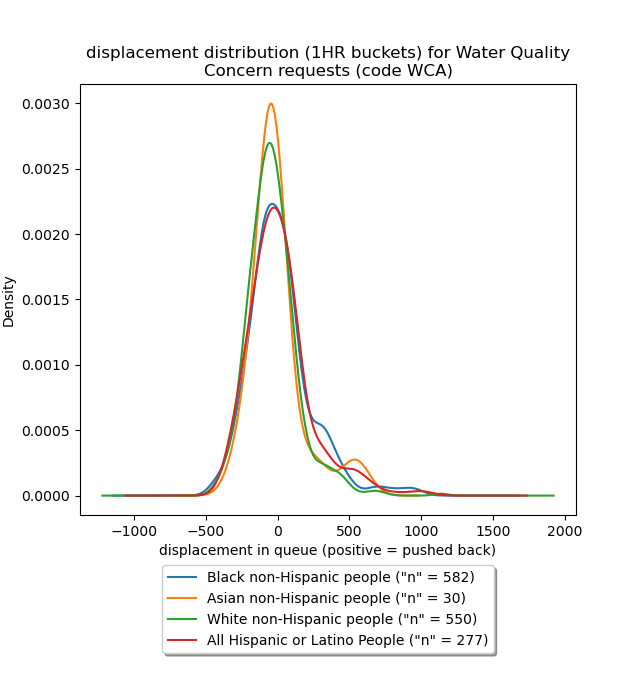 displacement distribution (1HR buckets) for Water Quality
Concern requests (code WCA)
0.0030
0.0025
0.0020
0.0015
0.0010
0.0005
0.0000
Density
−1000 −500 0 500 1000 1500 2000
displacement in queue (positive = pushed back)
Black non-Hispanic people ("n" = 582)
Asian non-Hispanic people ("n" = 30)
White non-Hispanic people ("n" = 550)
All Hispanic or Latino People ("n" = 277)